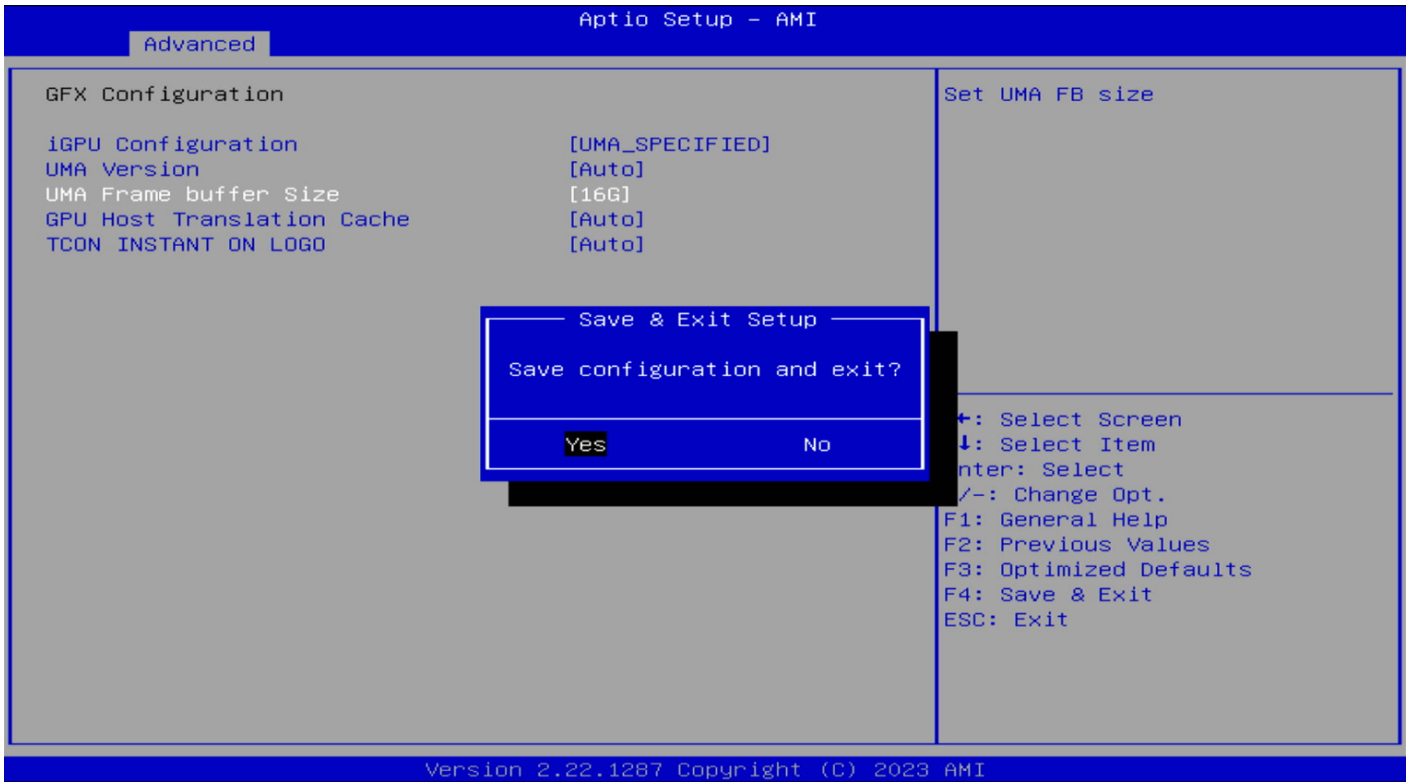 Aptio Setup – AMI
Advanced
GFX Configuration
iGPU Configuration [UMA_SPECIFIED]
UMA Version [Auto]
UMA Frame buffer Size [16G]
GPU Host Translation Cache [Auto]
TCON INSTANT ON LOGO [Auto]
Set UMA FB size
Save & Exit Setup
Save configuration and exit?
Yes No
←: Select Screen
↓: Select Item
nter: Select
/-: Change Opt.
F1: General Help
F2: Previous Values
F3: Optimized Defaults
F4: Save & Exit
ESC: Exit
Version 2.22.1287 Copyright (C) 2023 AMI